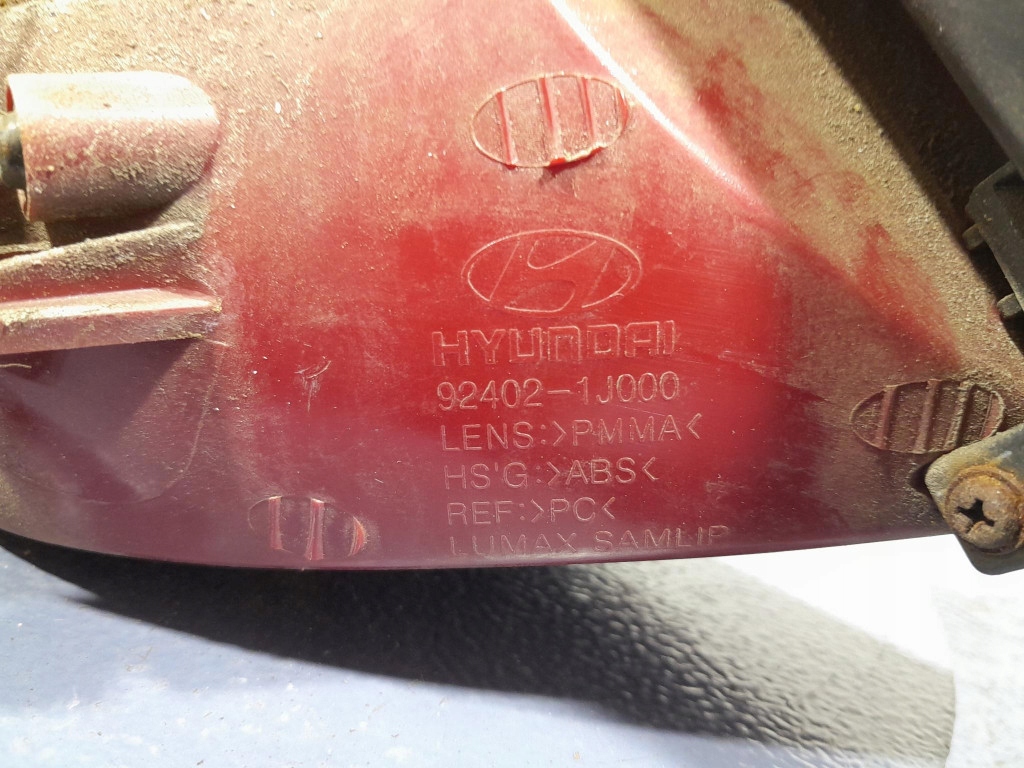 HYUNDAI
92402-1J000
LENS:>PMMA<
HS'G:>ABS<
REF:>PC<
LUMAX SAMLIP